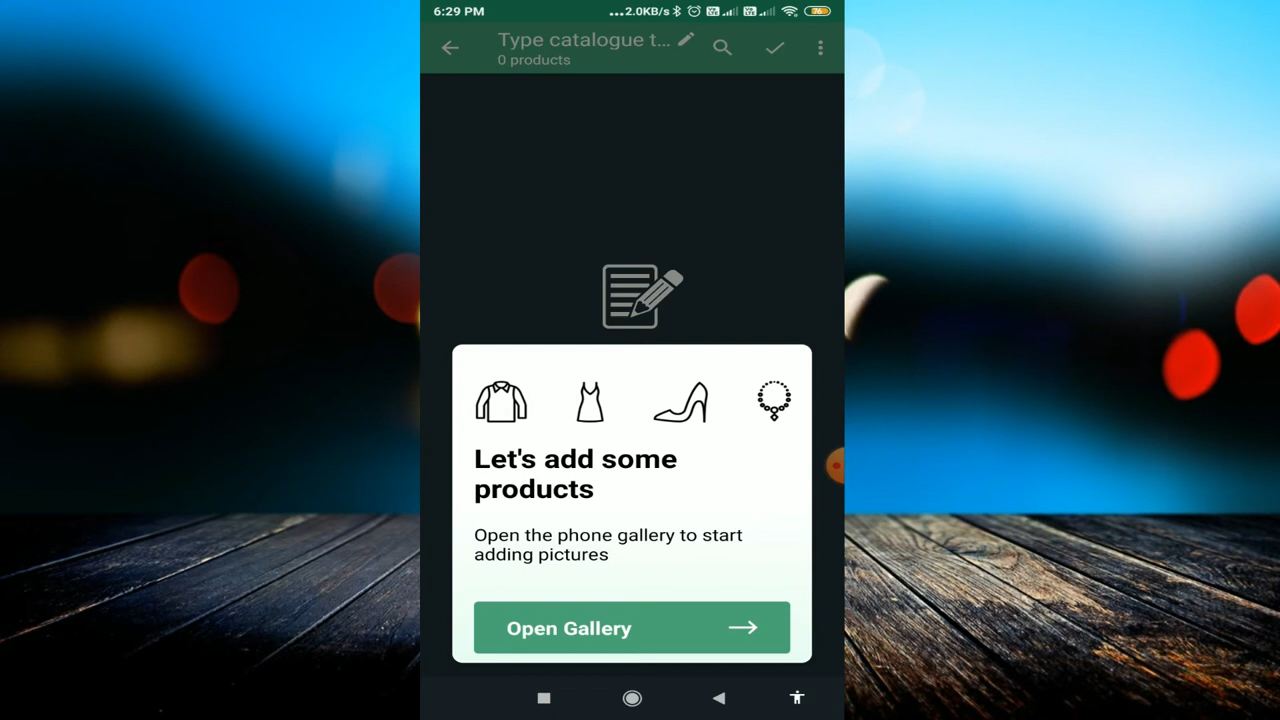 6:29 PM
...2.0KB/s
76
Type catalogue t...
0 products
Let's add some
products
Open the phone gallery to start
adding pictures
Open Gallery